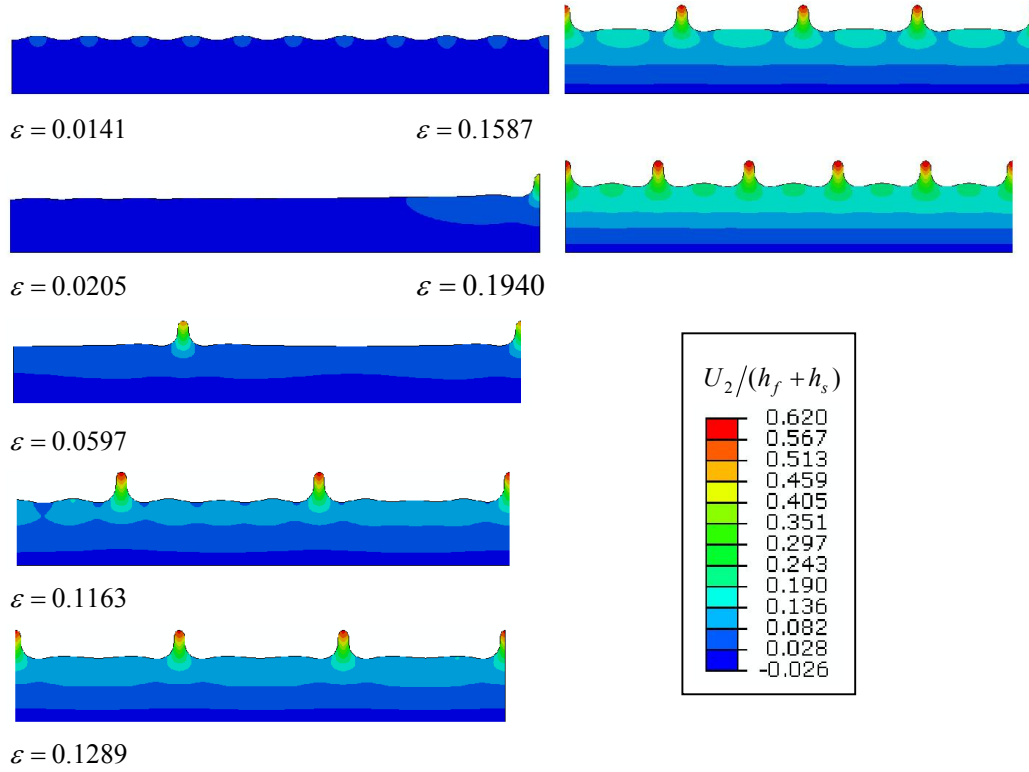 ε = 0.0141
ε = 0.1587
ε = 0.0205
ε = 0.1940
ε = 0.0597
ε = 0.1163
ε = 0.1289
U₂/(h_f + h_s)
0.620
0.567
0.513
0.459
0.405
0.351
0.297
0.243
0.190
0.136
0.082
0.028
-0.026